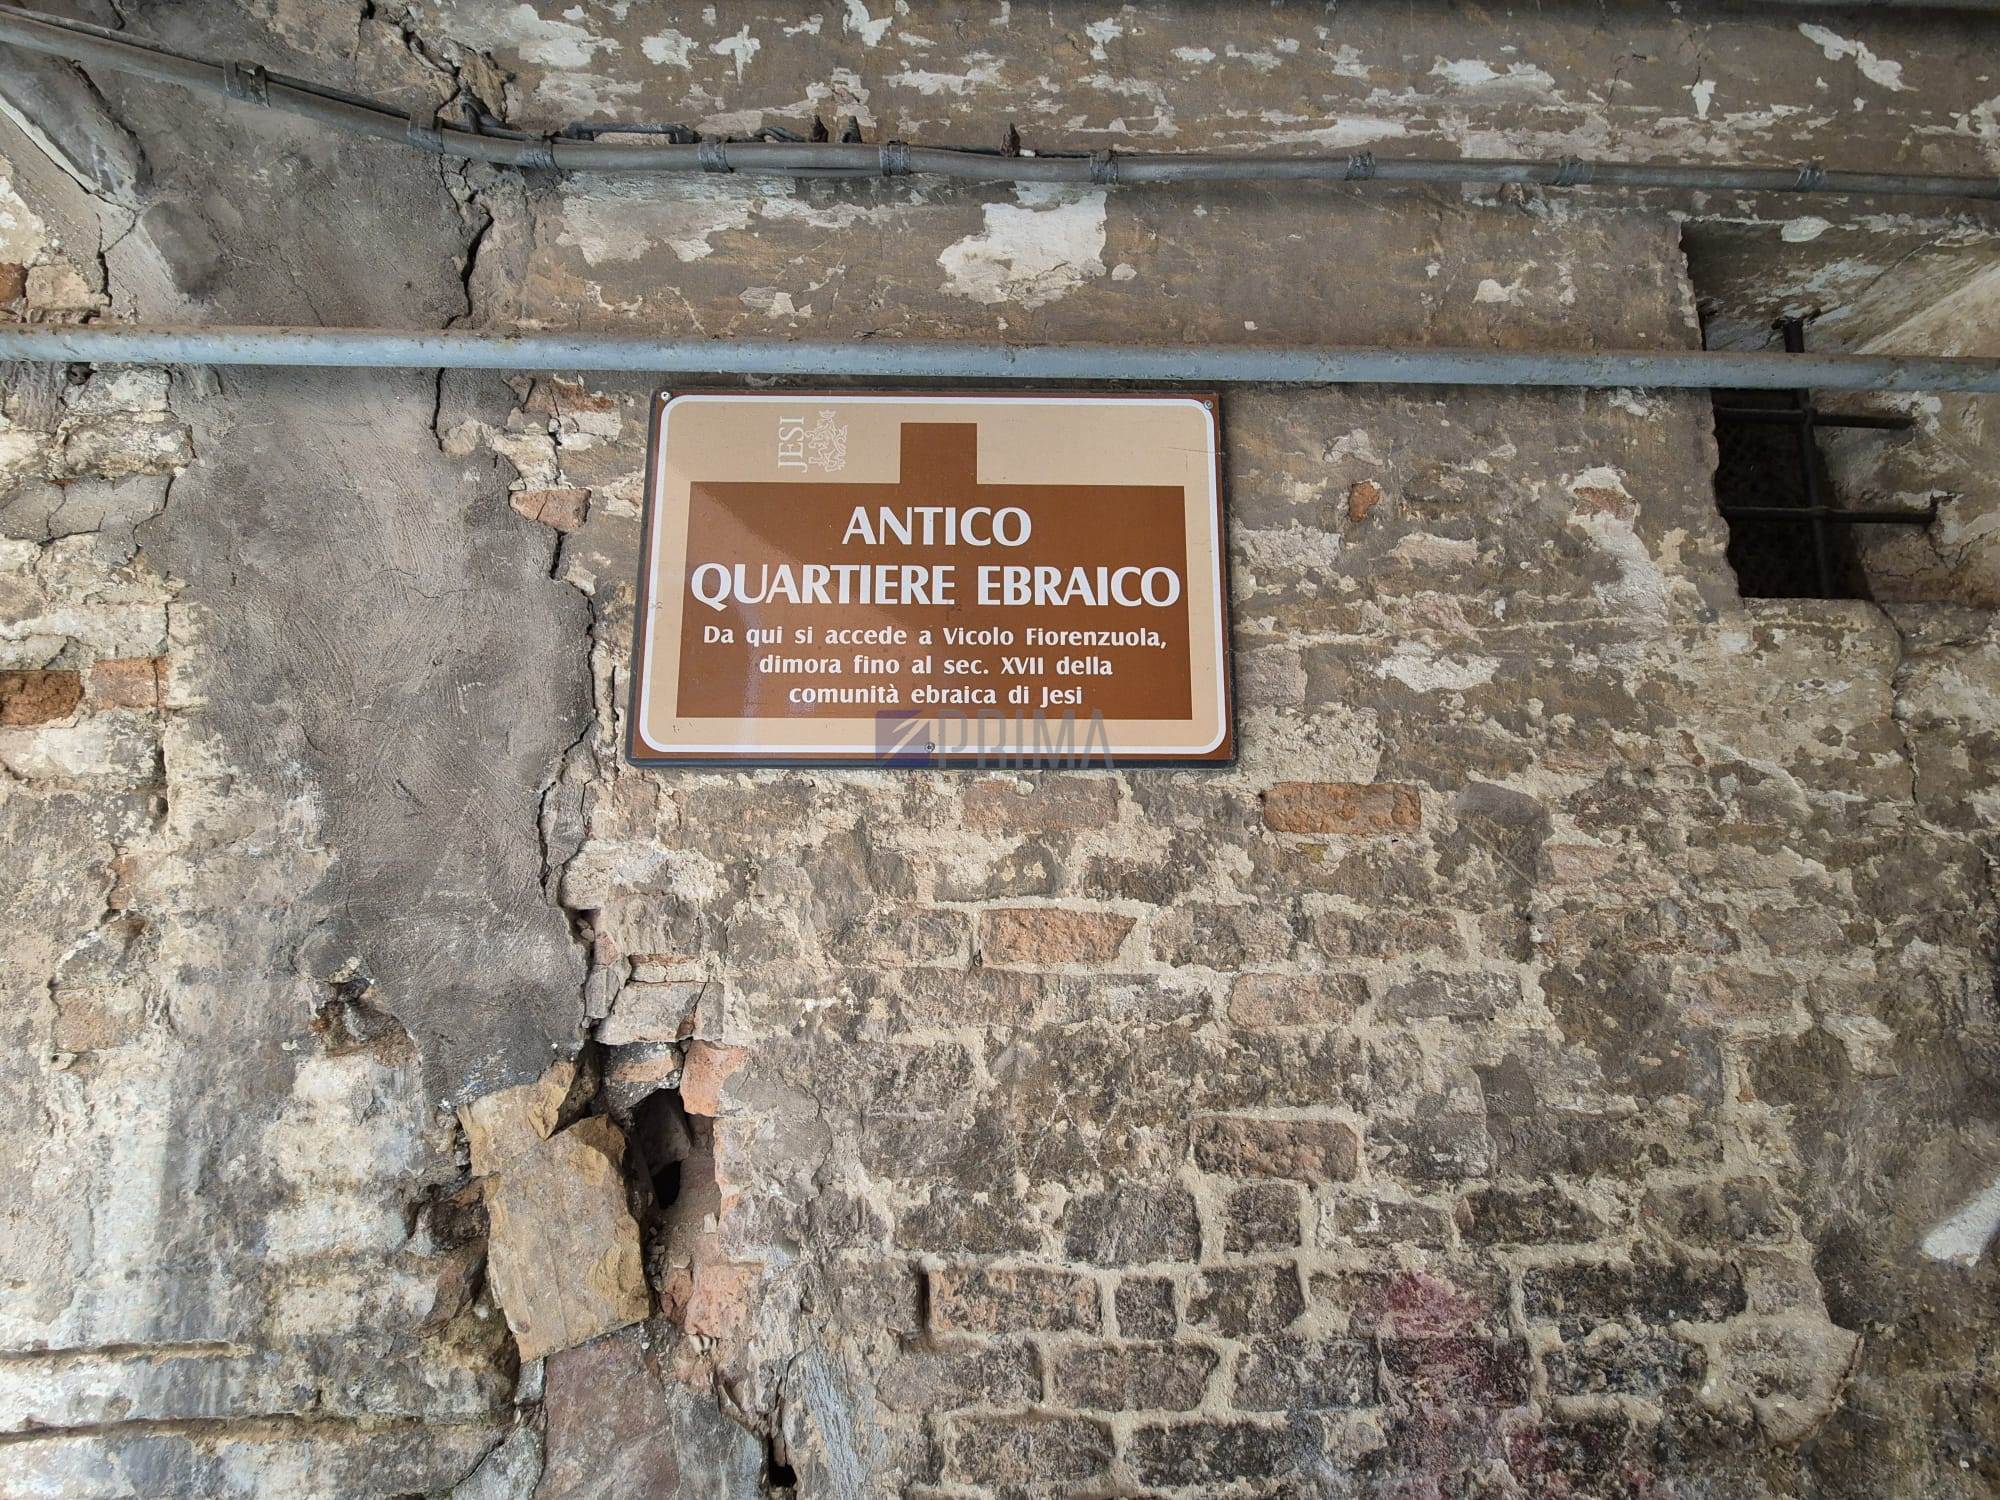 JESI
ANTICO
QUARTIERE EBRAICO
Da qui si accede a Vicolo Fiorenzuola,
dimora fino al sec. XVII della
comunità ebraica di Jesi
PRIMA